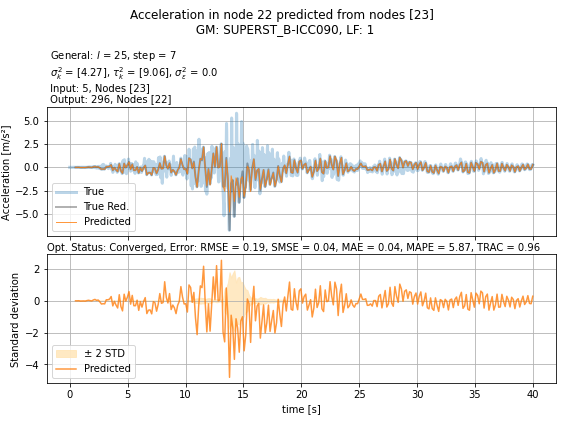 Acceleration in node 22 predicted from nodes [23]
GM: SUPERST_B-ICC090, LF: 1
General: l = 25, step = 7
σ²ₖ = [4.27], τ²ₖ = [9.06], σ²ε = 0.0
Input: 5, Nodes [23]
Output: 296, Nodes [22]
Acceleration [m/s²]
5.0
2.5
0.0
−2.5
−5.0
True
True Red.
Predicted
Opt. Status: Converged, Error: RMSE = 0.19, SMSE = 0.04, MAE = 0.04, MAPE = 5.87, TRAC = 0.96
Standard deviation
2
0
−2
−4
± 2 STD
Predicted
0 5 10 15 20 25 30 35 40
time [s]